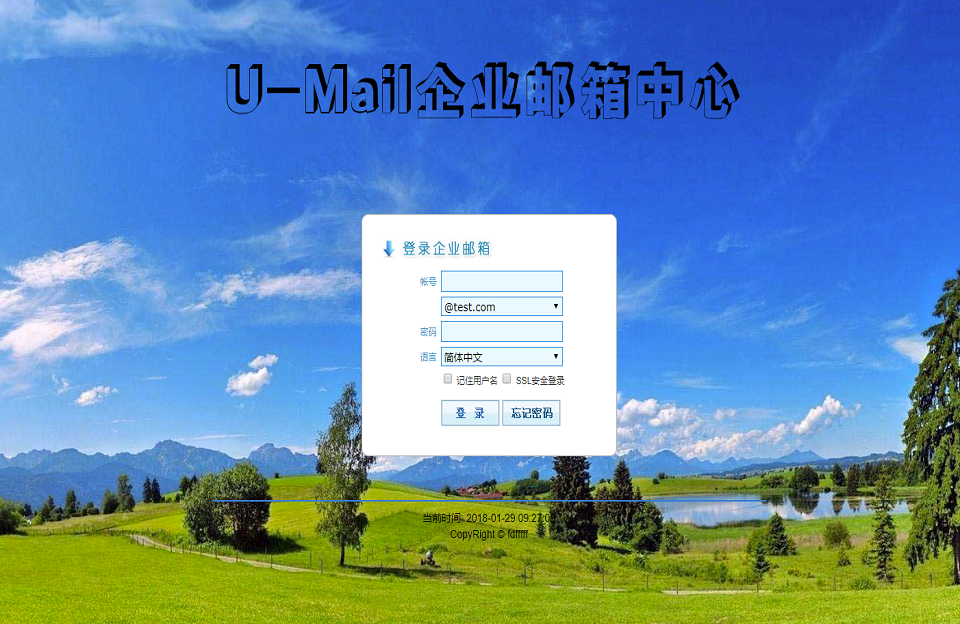 U-Mail企业邮箱中心
登录企业邮箱
帐号
@test.com
密码
语言 简体中文
记住用户名 SSL安全登录
登 录 忘记密码
当前时间: 2018-01-29 09:27:0
CopyRight © fdfffff